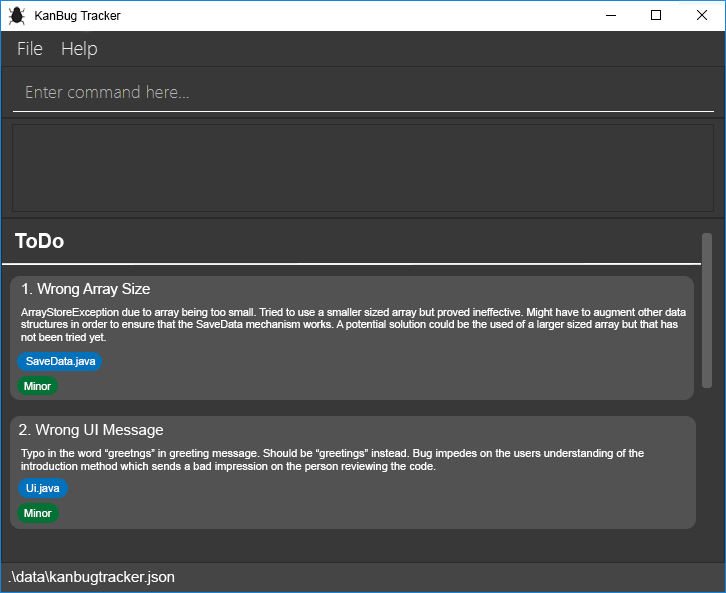 KanBug Tracker
File Help
Enter command here...
ToDo
1. Wrong Array Size
ArrayStoreException due to array being too small. Tried to use a smaller sized array but proved ineffective. Might have to augment other data
structures in order to ensure that the SaveData mechanism works. A potential solution could be the used of a larger sized array but that has
not been tried yet.
SaveData.java
Minor
2. Wrong UI Message
Typo in the word “greetngs” in greeting message. Should be “greetings” instead. Bug impedes on the users understanding of the
introduction method which sends a bad impression on the person reviewing the code.
Ui.java
Minor
.\data\kanbugtracker.json